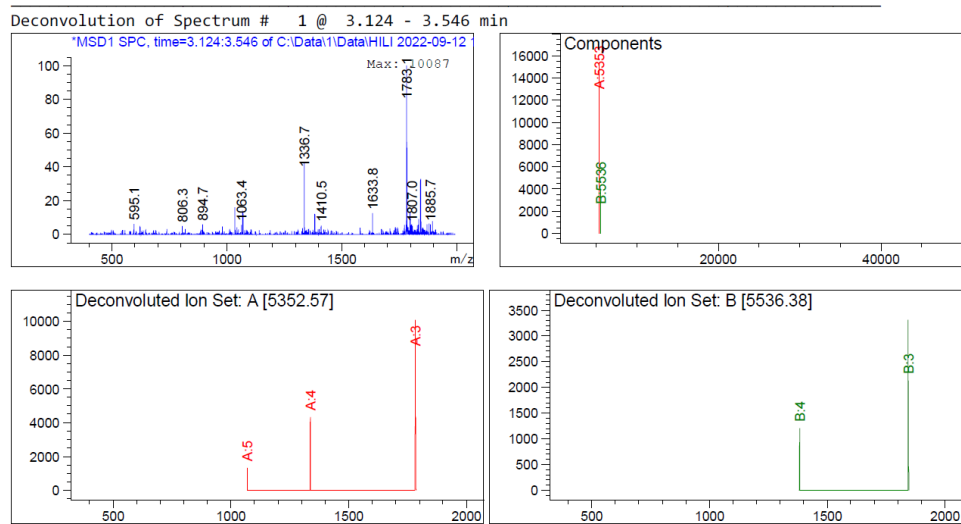 Deconvolution of Spectrum # 1 @ 3.124 - 3.546 min
*MSD1 SPC, time=3.124:3.546 of C:\Data\1\Data\HILI 2022-09-12
Max: 10087
100
80
60
40
20
0
595.1
806.3
894.7
1063.4
1336.7
1410.5
1633.8
1783.1
1807.0
1885.7
500 1000 1500 m/z
Components
16000
14000
12000
10000
8000
6000
4000
2000
0
A:5353
B:5536
20000 40000
Deconvoluted Ion Set: A [5352.57]
10000
8000
6000
4000
2000
0
A:5
A:4
A:3
500 1000 1500 2000
Deconvoluted Ion Set: B [5536.38]
3500
3000
2500
2000
1500
1000
500
0
B:4
B:3
500 1000 1500 2000